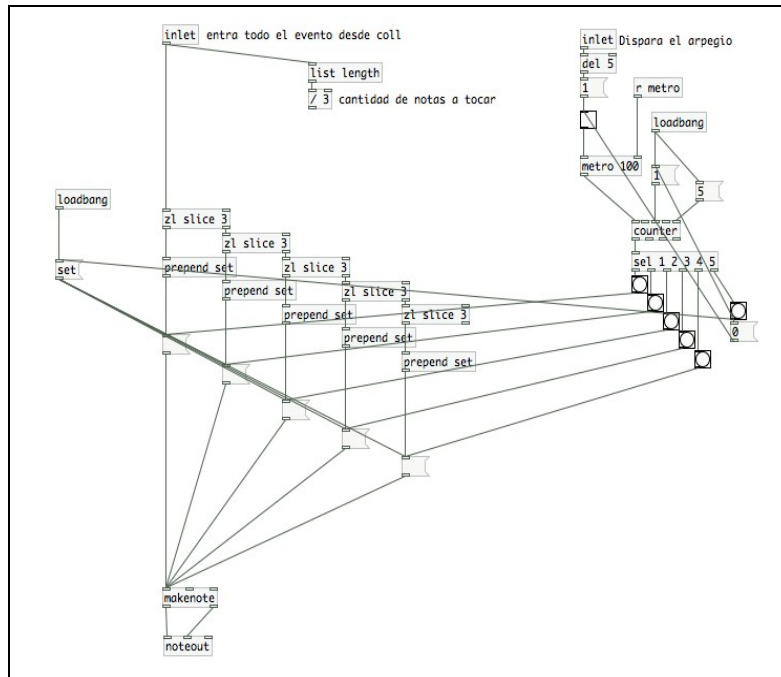 inlet entra todo el evento desde coll
list length
/ 3 cantidad de notas a tocar
inlet Dispara el arpegio
del 5
1
r metro
loadbang
metro 100
1
5
counter
sel 1 2 3 4 5
0
loadbang
set
zl slice 3
zl slice 3
zl slice 3
zl slice 3
zl slice 3
prepend set
prepend set
prepend set
prepend set
prepend set
makenote
noteout